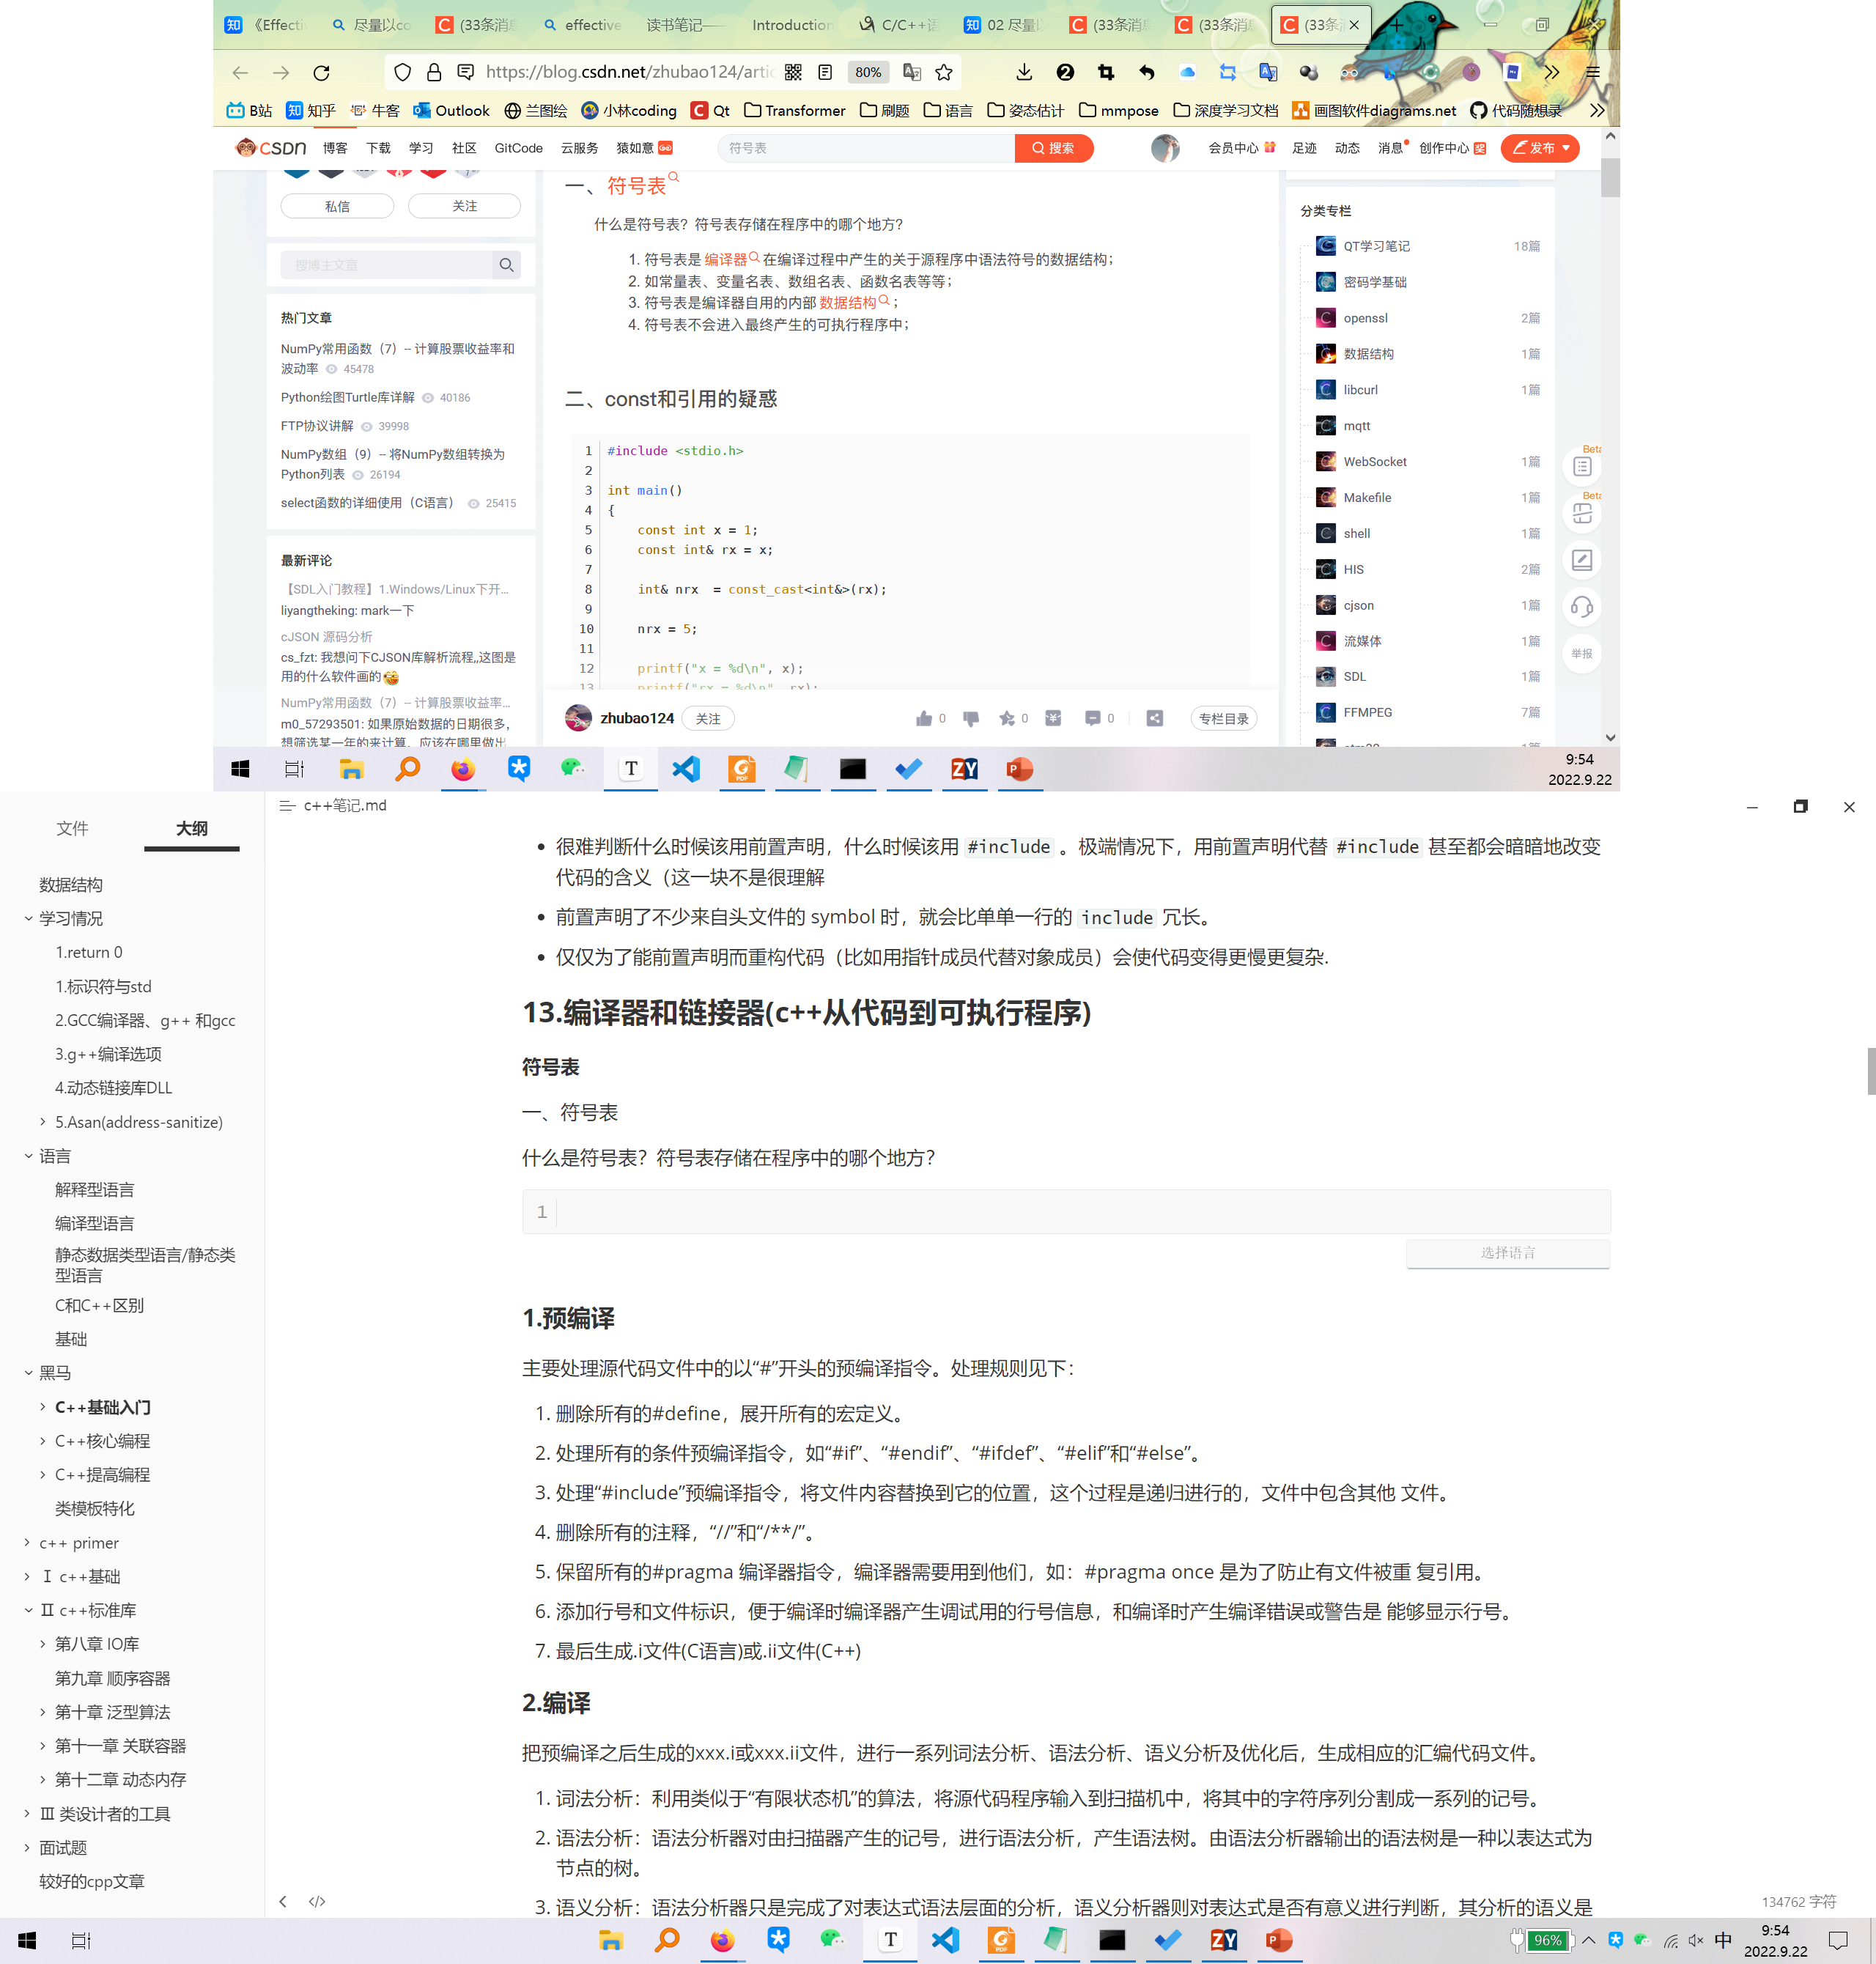 《Effecti
尽量以co
(33条消息
effective
读书笔记——
Introduction
C/C++语
02 尽量以
(33条消息
(33条消息
(33条
https://blog.csdn.net/zhubao124/artic
80%
B站
知乎
牛客
Outlook
兰图绘
小林coding
Qt
Transformer
刷题
语言
姿态估计
mmpose
深度学习文档
画图软件diagrams.net
代码随想录
CSDN 博客 下载 学习 社区 GitCode 云服务 猿如意
符号表
搜索
会员中心 足迹 动态 消息 创作中心
发布
私信
关注
搜博主文章
热门文章
NumPy常用函数（7）-- 计算股票收益率和
波动率 45478
Python绘图Turtle库详解 40186
FTP协议讲解 39998
NumPy数组（9）-- 将NumPy数组转换为
Python列表 26194
select函数的详细使用（C语言） 25415
最新评论
【SDL入门教程】1.Windows/Linux下开...
liyangtheking: mark一下
cJSON 源码分析
cs_fzt: 我想问下CJSON库解析流程,,这图是
用的什么软件画的
NumPy常用函数（7）-- 计算股票收益率...
m0_57293501: 如果原始数据的日期很多，
想筛选某一年的来计算，应该在哪里做出
一、符号表
什么是符号表？符号表存储在程序中的哪个地方？
1. 符号表是 编译器 在编译过程中产生的关于源程序中语法符号的数据结构；
2. 如常量表、变量名表、数组名表、函数名表等等；
3. 符号表是编译器自用的内部 数据结构 ；
4. 符号表不会进入最终产生的可执行程序中；
二、const和引用的疑惑
1 #include <stdio.h>
2
3 int main()
4 {
5 const int x = 1;
6 const int& rx = x;
7
8 int& nrx  = const_cast<int&>(rx);
9
10 nrx = 5;
11
12 printf("x = %d\n", x);
13 printf("rx = %d\n", rx);
zhubao124
关注
0
0
0
专栏目录
分类专栏
QT学习笔记 18篇
密码学基础
openssl 2篇
数据结构 1篇
libcurl 1篇
mqtt
WebSocket 1篇
Makefile 1篇
shell 1篇
HIS 2篇
cjson 1篇
流媒体 1篇
SDL 1篇
FFMPEG 7篇
stm32 1篇
Beta
Beta
举报
9:54
2022.9.22
文件
大纲
数据结构
学习情况
1.return 0
1.标识符与std
2.GCC编译器、g++ 和gcc
3.g++编译选项
4.动态链接库DLL
5.Asan(address-sanitize)
语言
解释型语言
编译型语言
静态数据类型语言/静态类
型语言
C和C++区别
基础
黑马
C++基础入门
C++核心编程
C++提高编程
类模板特化
c++ primer
Ⅰ c++基础
Ⅱ c++标准库
第八章 IO库
第九章 顺序容器
第十章 泛型算法
第十一章 关联容器
第十二章 动态内存
Ⅲ 类设计者的工具
面试题
较好的cpp文章
c++笔记.md
很难判断什么时候该用前置声明，什么时候该用 #include 。极端情况下，用前置声明代替 #include 甚至都会暗暗地改变
代码的含义（这一块不是很理解
前置声明了不少来自头文件的 symbol 时，就会比单单一行的 include 冗长。
仅仅为了能前置声明而重构代码（比如用指针成员代替对象成员）会使代码变得更慢更复杂.
13.编译器和链接器(c++从代码到可执行程序)
符号表
一、符号表
什么是符号表？符号表存储在程序中的哪个地方？
1
选择语言
1.预编译
主要处理源代码文件中的以“#”开头的预编译指令。处理规则见下：
1. 删除所有的#define，展开所有的宏定义。
2. 处理所有的条件预编译指令，如“#if”、“#endif”、“#ifdef”、“#elif”和“#else”。
3. 处理“#include”预编译指令，将文件内容替换到它的位置，这个过程是递归进行的，文件中包含其他 文件。
4. 删除所有的注释，“//”和“/**/”。
5. 保留所有的#pragma 编译器指令，编译器需要用到他们，如：#pragma once 是为了防止有文件被重 复引用。
6. 添加行号和文件标识，便于编译时编译器产生调试用的行号信息，和编译时产生编译错误或警告是 能够显示行号。
7. 最后生成.i文件(C语言)或.ii文件(C++)
2.编译
把预编译之后生成的xxx.i或xxx.ii文件，进行一系列词法分析、语法分析、语义分析及优化后，生成相应的汇编代码文件。
1. 词法分析：利用类似于“有限状态机”的算法，将源代码程序输入到扫描机中，将其中的字符序列分割成一系列的记号。
2. 语法分析：语法分析器对由扫描器产生的记号，进行语法分析，产生语法树。由语法分析器输出的语法树是一种以表达式为
节点的树。
3. 语义分析：语法分析器只是完成了对表达式语法层面的分析，语义分析器则对表达式是否有意义进行判断，其分析的语义是
134762 字符
96%
中
9:54
2022.9.22